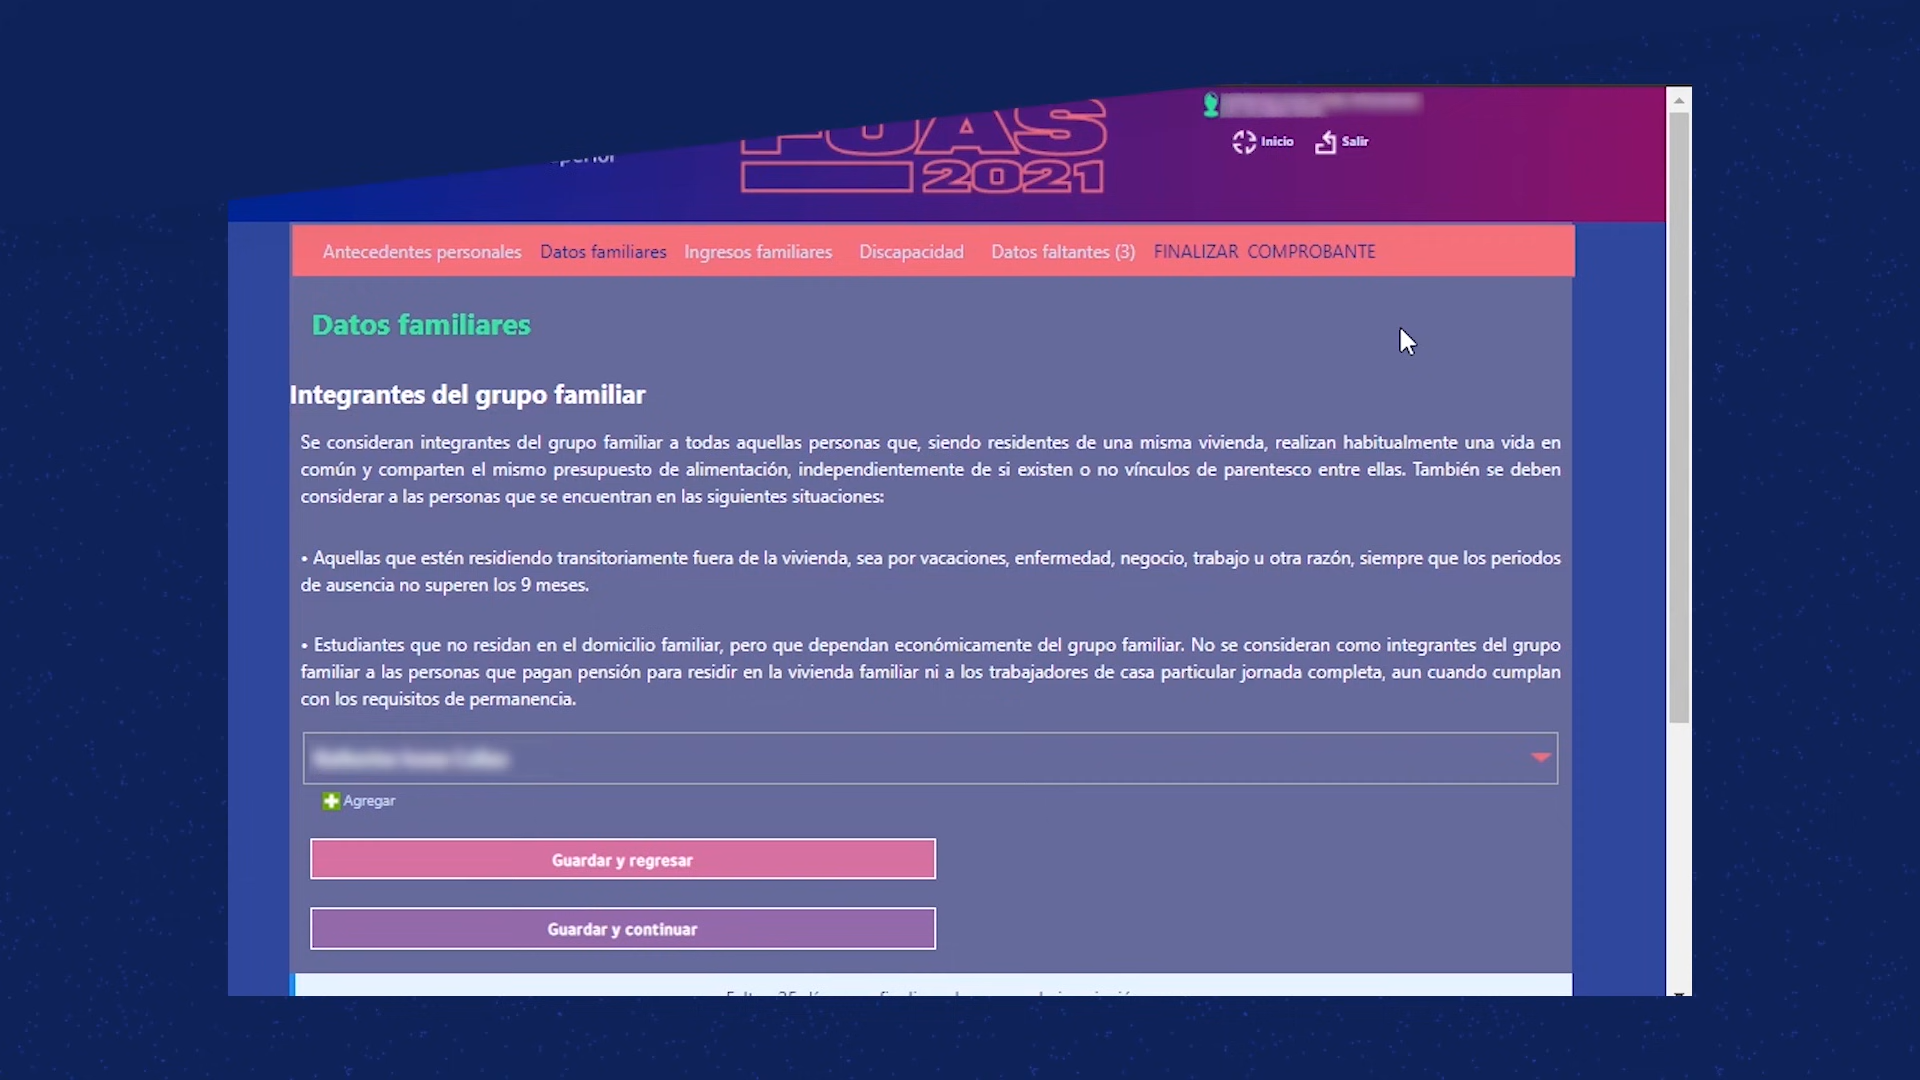 FUAS
2021
Inicio
Salir
Antecedentes personales
Datos familiares
Ingresos familiares
Discapacidad
Datos faltantes (3)
FINALIZAR
COMPROBANTE
Datos familiares
Integrantes del grupo familiar
Se consideran integrantes del grupo familiar a todas aquellas personas que, siendo residentes de una misma vivienda, realizan habitualmente una vida en
común y comparten el mismo presupuesto de alimentación, independientemente de si existen o no vínculos de parentesco entre ellas. También se deben
considerar a las personas que se encuentran en las siguientes situaciones:
• Aquellas que estén residiendo transitoriamente fuera de la vivienda, sea por vacaciones, enfermedad, negocio, trabajo u otra razón, siempre que los periodos
de ausencia no superen los 9 meses.
• Estudiantes que no residan en el domicilio familiar, pero que dependan económicamente del grupo familiar. No se consideran como integrantes del grupo
familiar a las personas que pagan pensión para residir en la vivienda familiar ni a los trabajadores de casa particular jornada completa, aun cuando cumplan
con los requisitos de permanencia.
Agregar
Guardar y regresar
Guardar y continuar